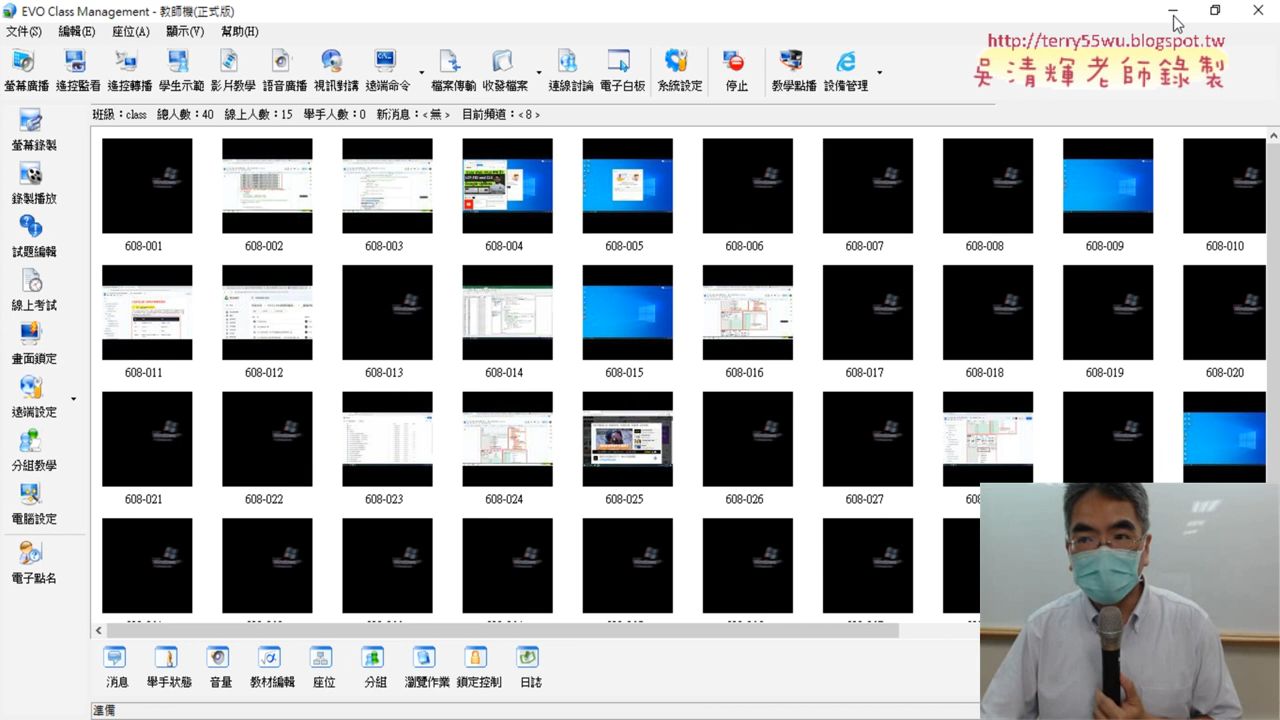 EVO Class Management - 教師機(正式版)
文件(S) 編輯(E) 座位(A) 顯示(V) 幫助(H)
http://terry55wu.blogspot.tw
吳清輝老師錄製
螢幕廣播 遙控監看 遙控轉播 學生示範 影片教學 語音廣播 視訊對講 遠端命令 檔案傳輸 收發檔案 連線討論 電子白板 系統設定 停止 教學點播 設備管理
班級：class 總人數：40 線上人數：15 舉手人數：0 新消息：<無> 目前頻道：<8>
螢幕錄製
錄製播放
試題編輯
線上考試
畫面鎖定
遠端設定
分組教學
電腦設定
電子點名
608-001 608-002 608-003 608-004 608-005 608-006 608-007 608-008 608-009 608-010
608-011 608-012 608-013 608-014 608-015 608-016 608-017 608-018 608-019 608-020
608-021 608-022 608-023 608-024 608-025 608-026 608-027
消息 舉手狀態 音量 教材編輯 座位 分組 瀏覽作業 鎖定控制 日誌
準備